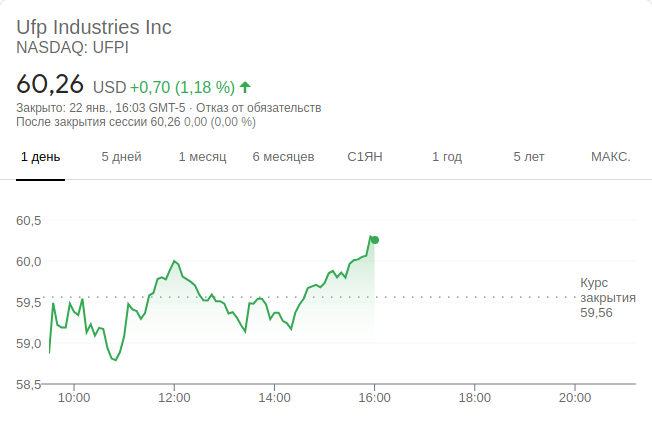 Ufp Industries Inc
NASDAQ: UFPI
60,26 USD +0,70 (1,18 %)
Закрыто: 22 янв., 16:03 GMT-5 · Отказ от обязательств
После закрытия сессии 60,26 0,00 (0,00 %)
1 день 5 дней 1 месяц 6 месяцев С1ЯН 1 год 5 лет МАКС.
60,5
60,0
59,5
59,0
58,5
Курс
закрытия
59,56
10:00 12:00 14:00 16:00 18:00 20:00